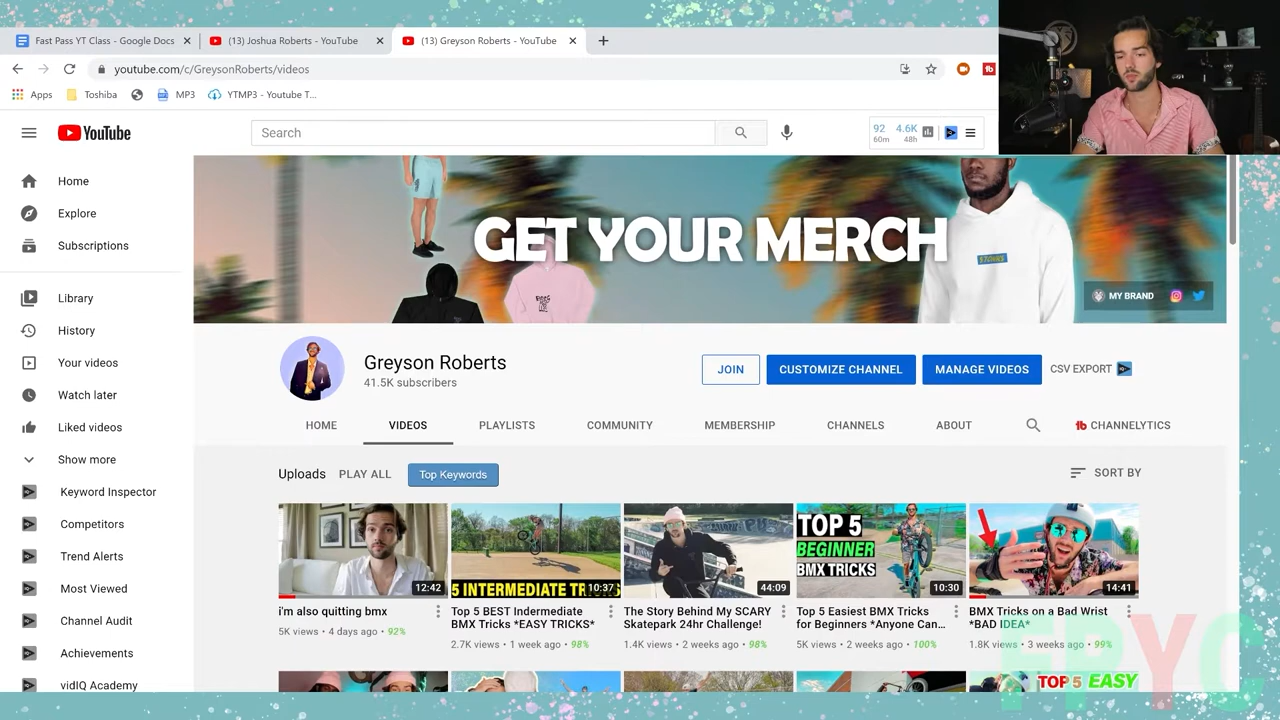 Fast Pass YT Class - Google Docs
(13) Joshua Roberts - YouTube
(13) Greyson Roberts - YouTube
youtube.com/c/GreysonRoberts/videos
tb
Apps
Toshiba
MP3
YTMP3 - Youtube T...
YouTube
Search
92 4.6K
60m 48h
Home
Explore
Subscriptions
Library
History
Your videos
Watch later
Liked videos
Show more
Keyword Inspector
Competitors
Trend Alerts
Most Viewed
Channel Audit
Achievements
vidIQ Academy
GET YOUR MERCH
MY BRAND
Greyson Roberts
41.5K subscribers
JOIN
CUSTOMIZE CHANNEL
MANAGE VIDEOS
CSV EXPORT
HOME
VIDEOS
PLAYLISTS
COMMUNITY
MEMBERSHIP
CHANNELS
ABOUT
tb CHANNELYTICS
Uploads
PLAY ALL
Top Keywords
SORT BY
12:42
i'm also quitting bmx
5K views • 4 days ago • 92%
5 INTERMEDIATE
10:37
Top 5 BEST Indermediate
BMX Tricks *EASY TRICKS*
2.7K views • 1 week ago • 98%
44:09
The Story Behind My SCARY
Skatepark 24hr Challenge!
1.4K views • 2 weeks ago • 98%
TOP 5
BEGINNER
BMX TRICKS
10:30
Top 5 Easiest BMX Tricks
for Beginners *Anyone Can...
5K views • 2 weeks ago • 100%
14:41
BMX Tricks on a Bad Wrist
*BAD IDEA*
1.8K views • 3 weeks ago • 99%
TOP 5 EASY
FPYC